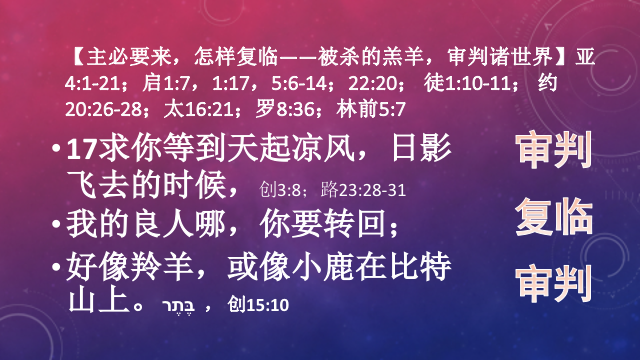 【主必要来，怎样复临——被杀的羔羊，审判诸世界】亚
4:1-21；启1:7，1:17，5:6-14；22:20； 徒1:10-11； 约
20:26-28；太16:21；罗8:36；林前5:7
•17求你等到天起凉风，日影
飞去的时候，创3:8；路23:28-31
•我的良人哪，你要转回；
•好像羚羊，或像小鹿在比特
山上。בֶּתֶר ，创15:10
审判
复临
审判